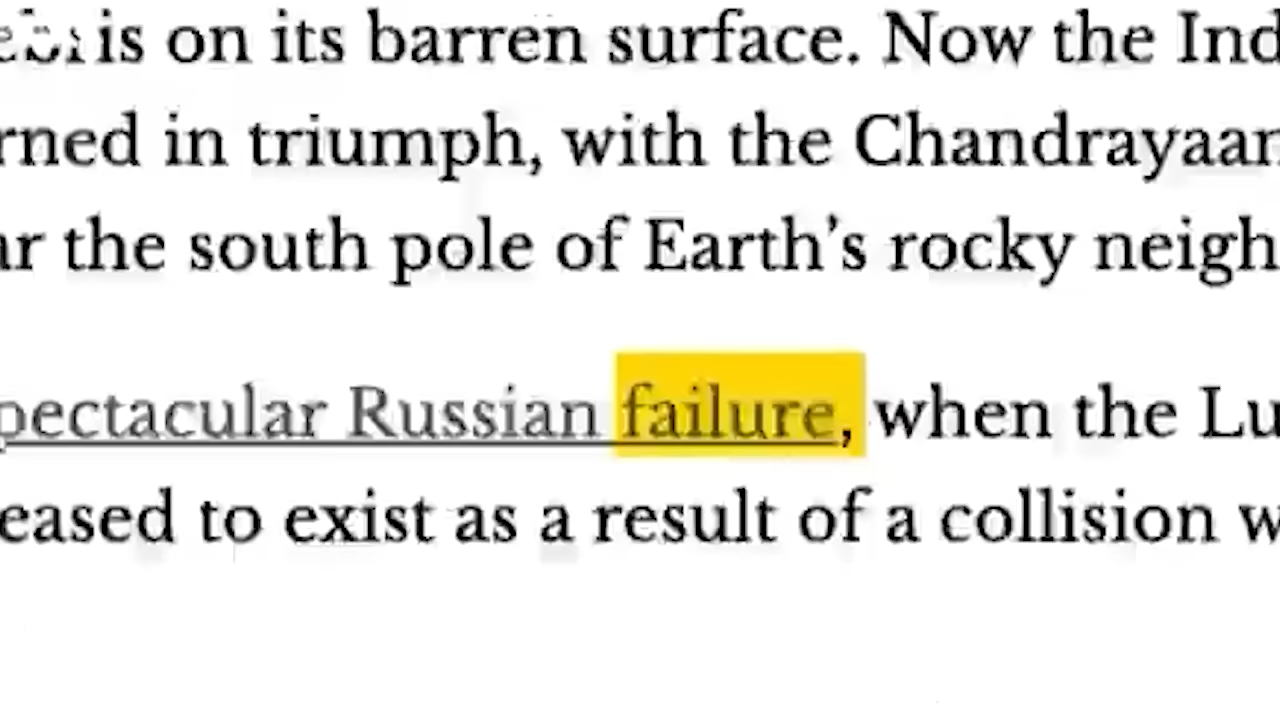 is on its barren surface. Now the Ind
rned in triumph, with the Chandrayaan
ar the south pole of Earth’s rocky neigh
pectacular Russian failure, when the Lu
eased to exist as a result of a collision w